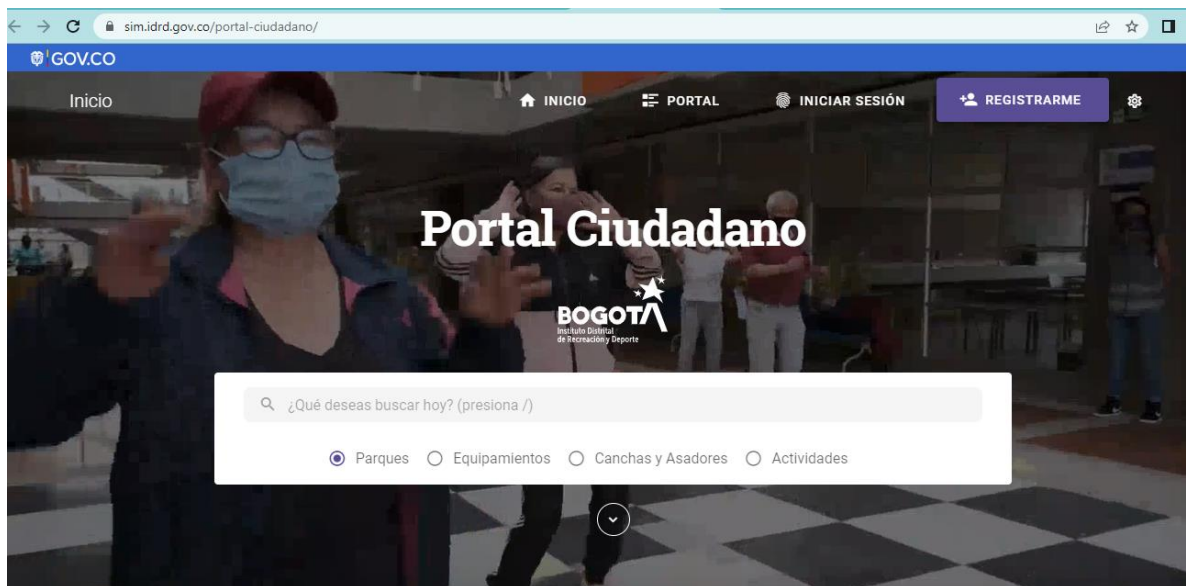 sim.idrd.gov.co/portal-ciudadano/
GOV.CO
Inicio
INICIO
PORTAL
INICIAR SESIÓN
REGISTRARME
Portal Ciudadano
BOGOTÁ
Instituto Distrital
de Recreación y Deporte
¿Qué deseas buscar hoy? (presiona /)
Parques
Equipamientos
Canchas y Asadores
Actividades